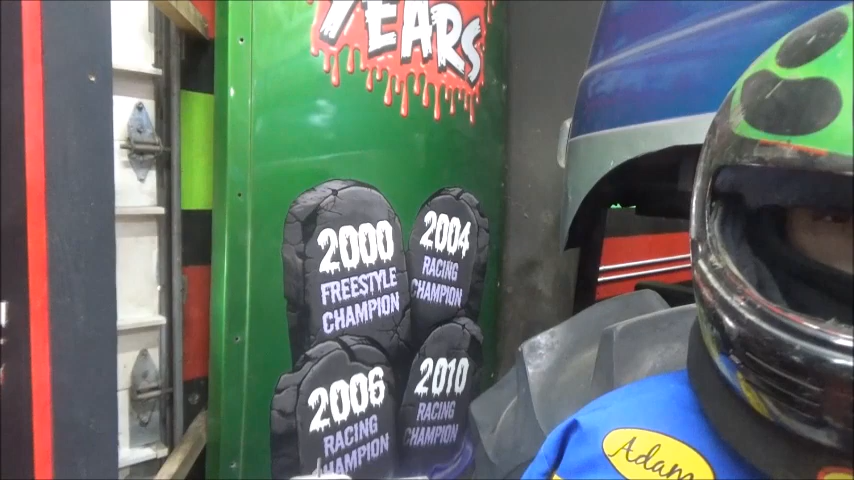 YEARS
2000
FREESTYLE
CHAMPION
2004
RACING
CHAMPION
2006
RACING
CHAMPION
2010
RACING
CHAMPION
Adam